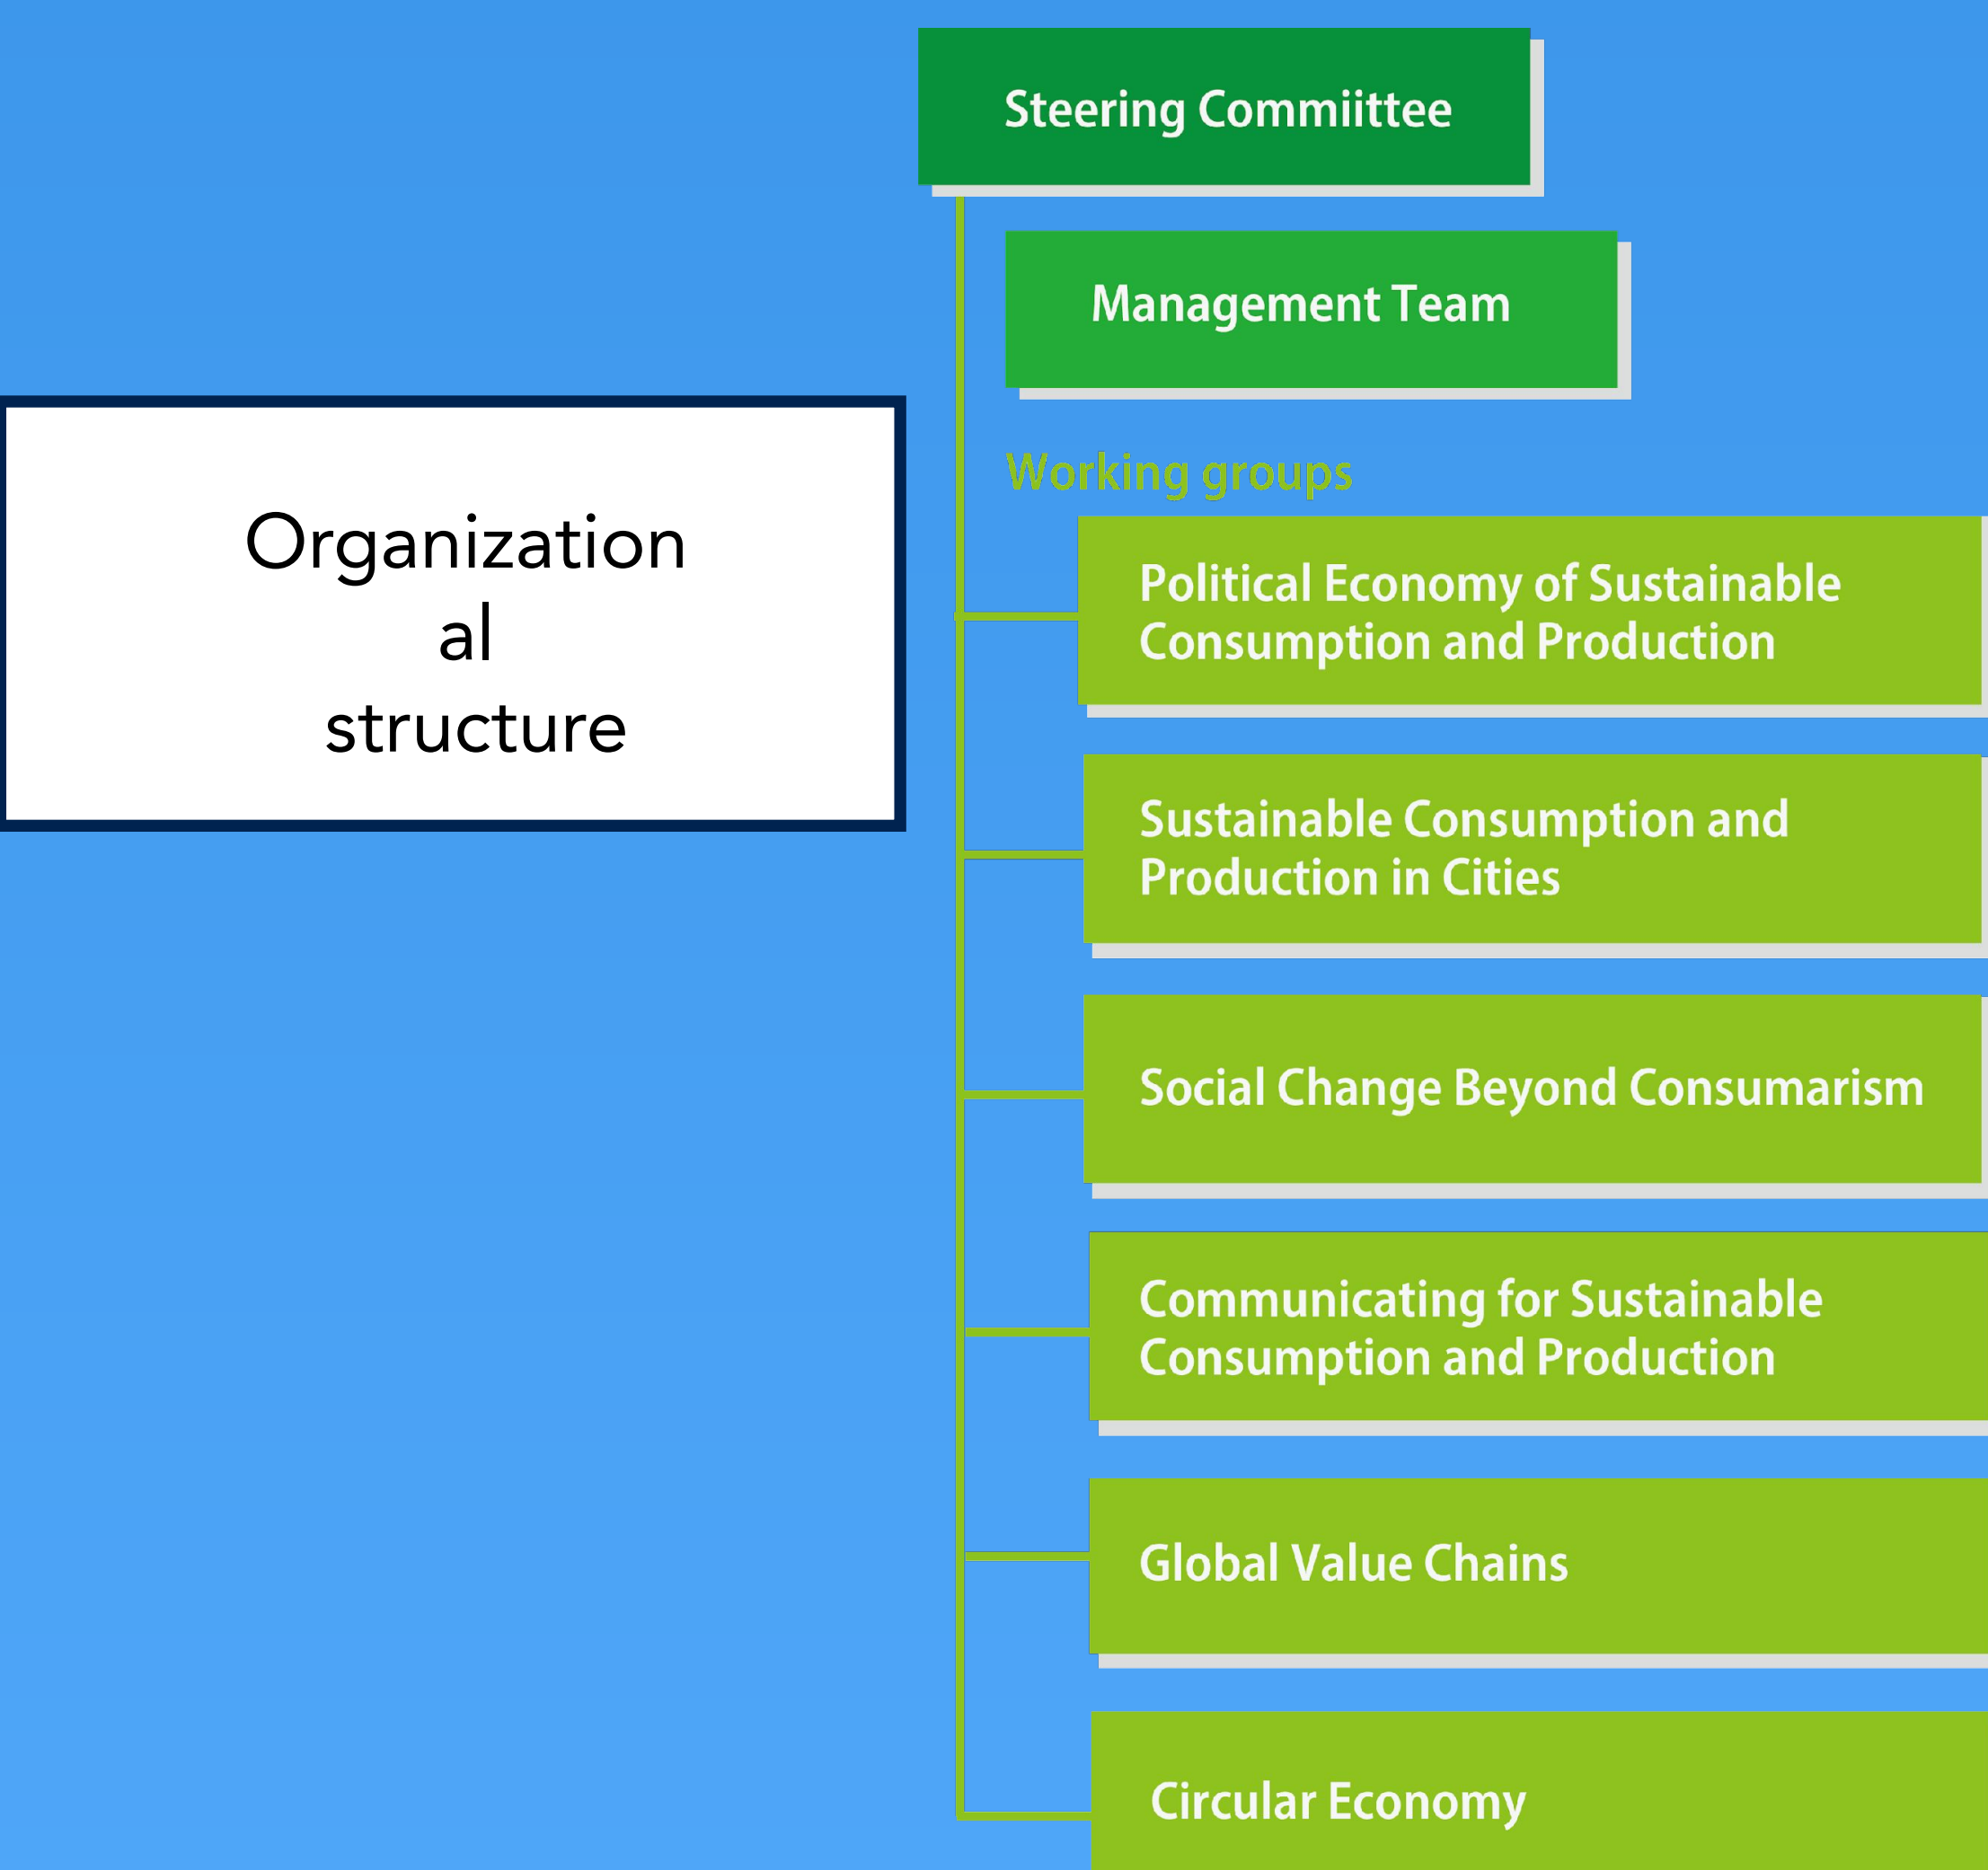 Steering Commiittee
Management Team
Organization
al
structure
Working groups
Political Economy of Sustainable
Consumption and Production
Sustainable Consumption and
Production in Cities
Social Change Beyond Consumarism
Communicating for Sustainable
Consumption and Production
Global Value Chains
Circular Economy